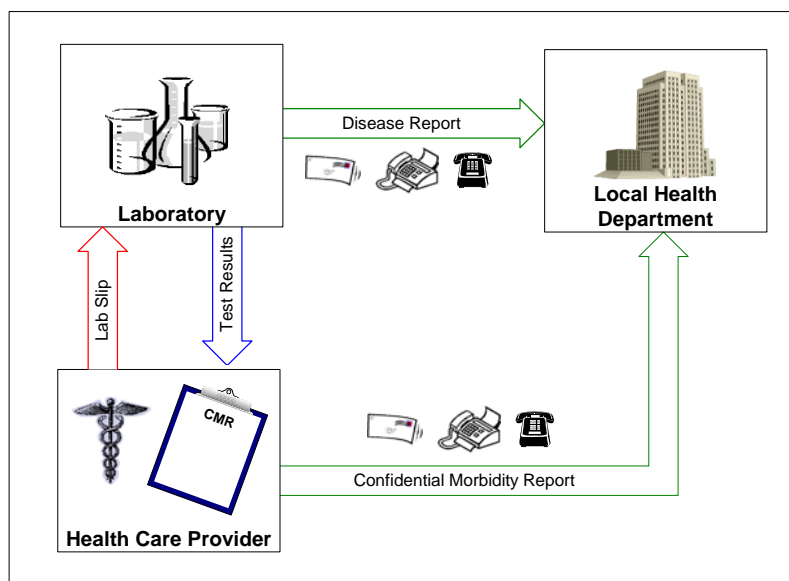 Disease Report
Laboratory
Local Health
Department
Lab Slip
Test Results
CMR
Confidential Morbidity Report
Health Care Provider